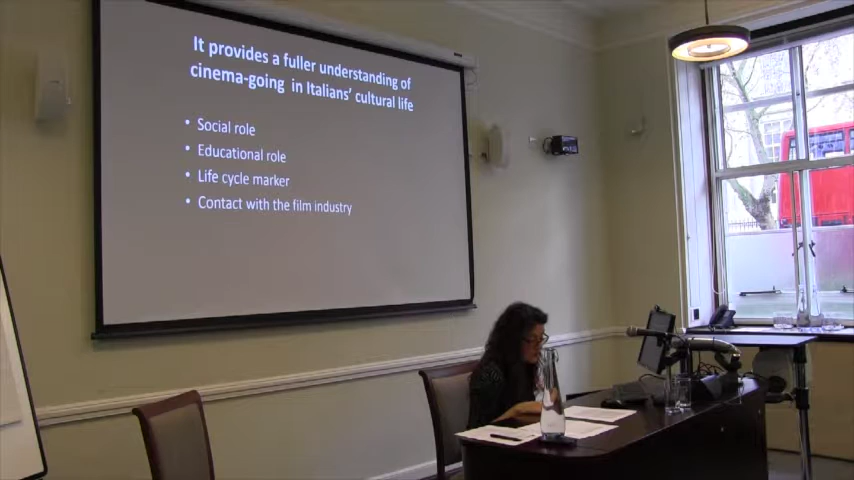 It provides a fuller understanding of
cinema-going in Italians' cultural life
• Social role
• Educational role
• Life cycle marker
• Contact with the film industry